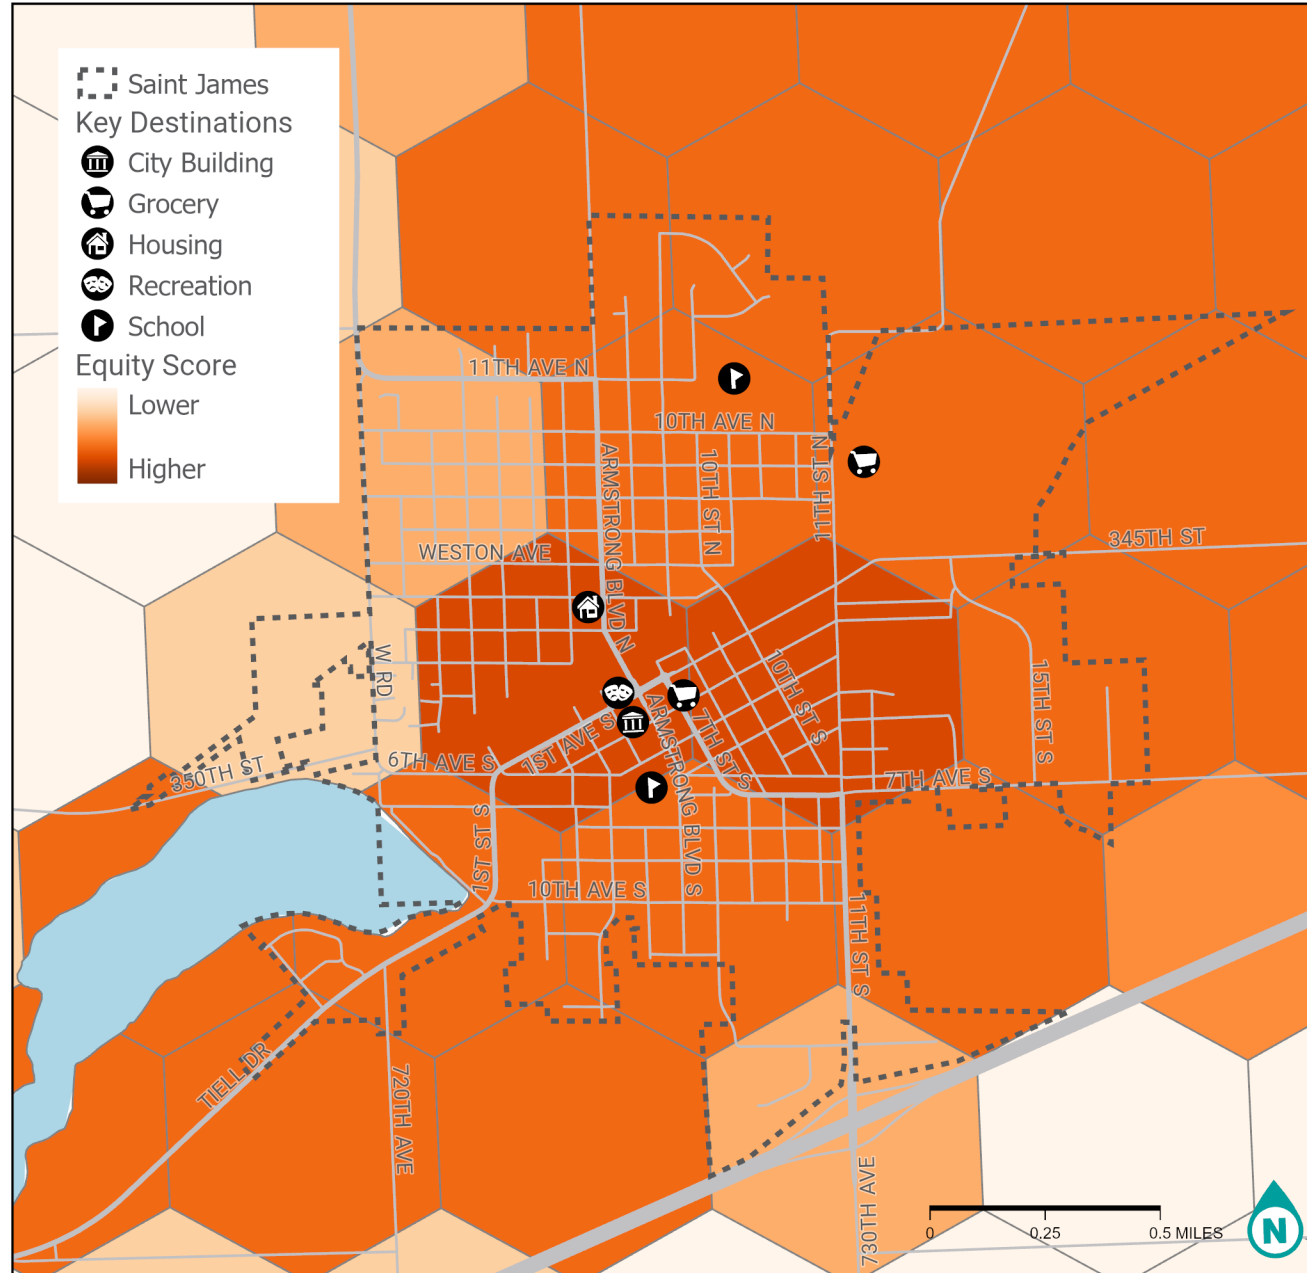 Saint James
Key Destinations
City Building
Grocery
Housing
Recreation
School
Equity Score
Lower
Higher
11TH AVE N
10TH AVE N
ARMSTRONG BLVD N
10TH ST N
11TH ST N
WESTON AVE
345TH ST
W RD
10TH ST S
15TH ST S
1ST AVE S
ARMSTRONG BLVD S
7TH ST S
6TH AVE S
350TH ST
7TH AVE S
1ST ST S
10TH AVE S
11TH ST S
TIELL DR
720TH AVE
730TH AVE
0 0.25 0.5 MILES
N